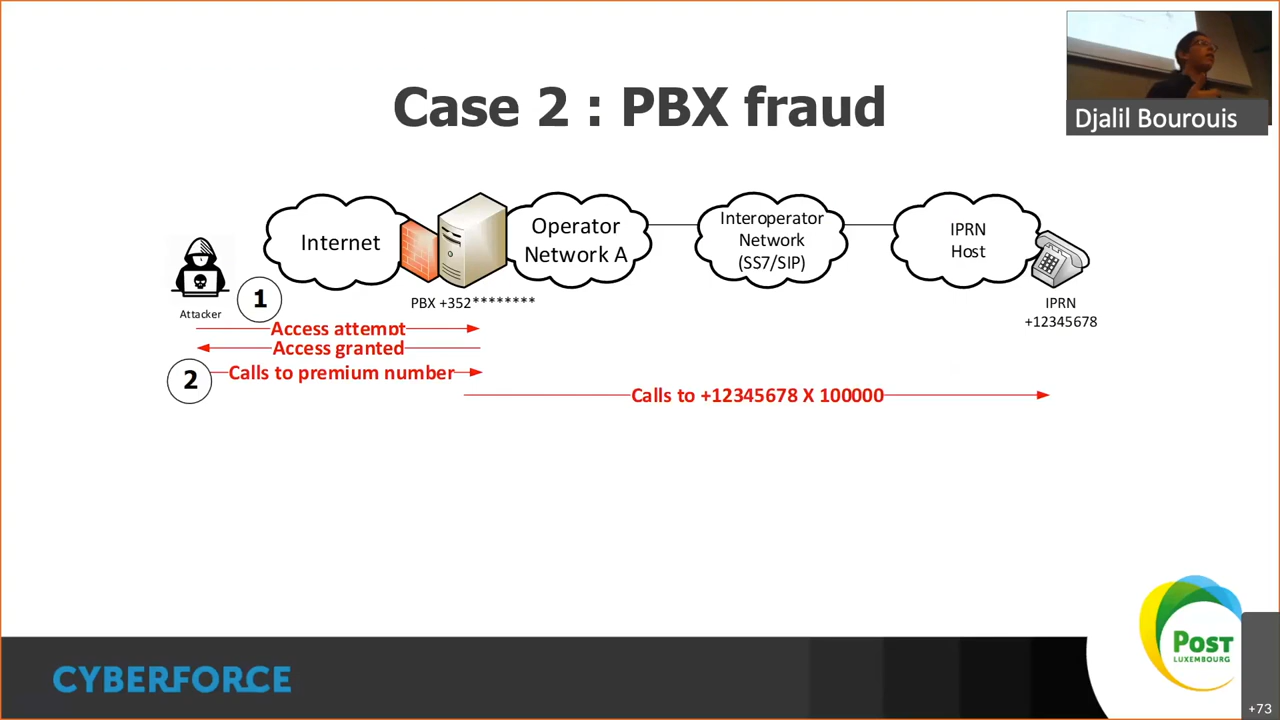 Case 2 : PBX fraud
Djalil Bourouis
Internet
Operator
Network A
Interoperator
Network
(SS7/SIP)
IPRN
Host
Attacker
1
PBX +352********
IPRN
+12345678
Access attempt
Access granted
2
Calls to premium number
Calls to +12345678 X 100000
CYBERFORCE
POST
LUXEMBOURG
+73